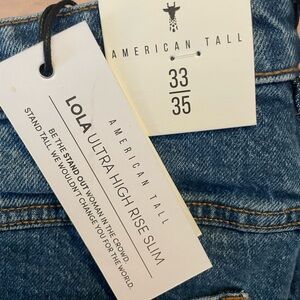 AMERICAN TALL
33
35
AMERICAN TALL
LOLA ULTRA HIGH RISE SLIM
BE THE STAND OUT WOMAN IN THE CROWD.
STAND TALL. WE WOULDN'T CHANGE YOU FOR THE WORLD.